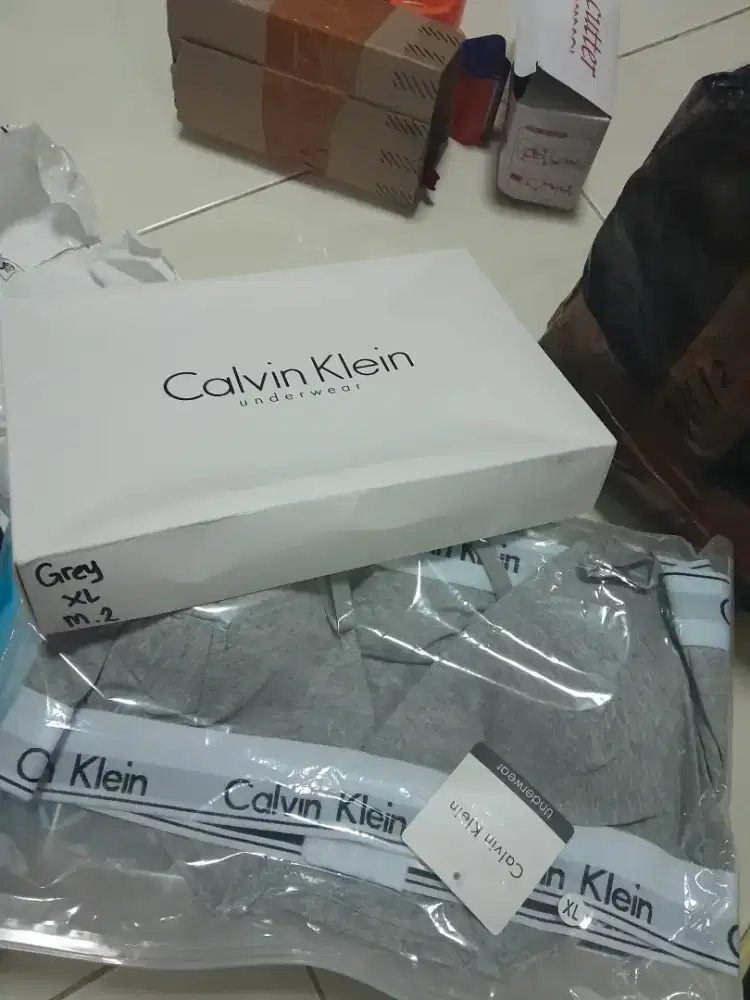 Cutter
Calvin Klein
underwear
Grey
XL
M.2
Klein
Calvin Klein
Underwear
Calvin Klein
Klein
XL